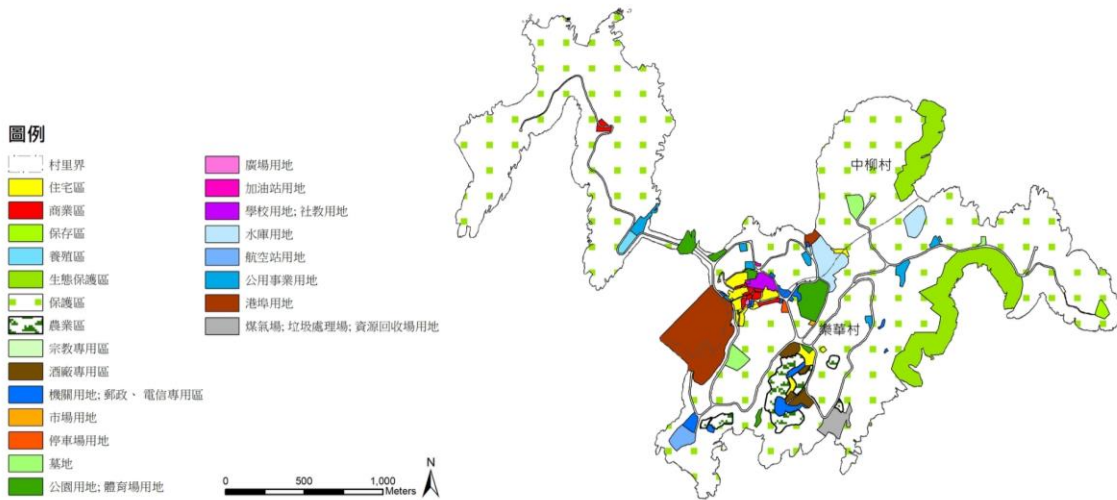 圖例
村里界
住宅區
商業區
保存區
養殖區
生態保護區
保護區
農業區
宗教專用區
酒廠專用區
機關用地; 郵政、 電信專用區
市場用地
停車場用地
墓地
公園用地; 體育場用地
廣場用地
加油站用地
學校用地; 社教用地
水庫用地
航空站用地
公用事業用地
港埠用地
煤氣場; 垃圾處理場; 資源回收場用地
0 500 1,000
Meters
N
中柳村
樂華村